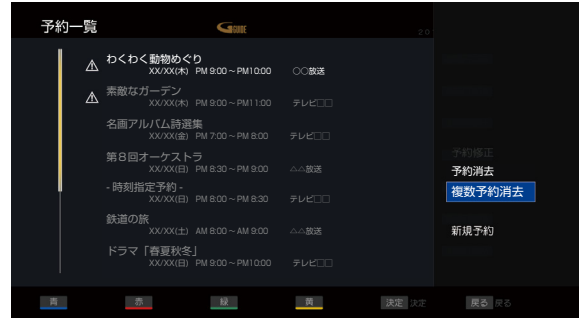 予約一覧
G GUIDE
20
わくわく動物めぐり
XX/XX(木) PM 9:00～PM10:00 ○○放送
素敵なガーデン
XX/XX(木) PM 9:00～PM11:00 テレビ□□
名画アルバム詩選集
XX/XX(金) PM 7:00～PM 8:00 テレビ□□
第8回オーケストラ
XX/XX(日) PM 8:30～PM 9:00 △△放送
- 時刻指定予約 -
XX/XX(日) PM 8:00～PM 8:30 テレビ□□
鉄道の旅
XX/XX(土) AM 8:00～AM 9:00 △△放送
ドラマ「春夏秋冬」
XX/XX(日) PM 9:00～PM10:00 テレビ□□
予約修正
予約消去
複数予約消去
新規予約
青 赤 緑 黄 決定 決定 戻る 戻る